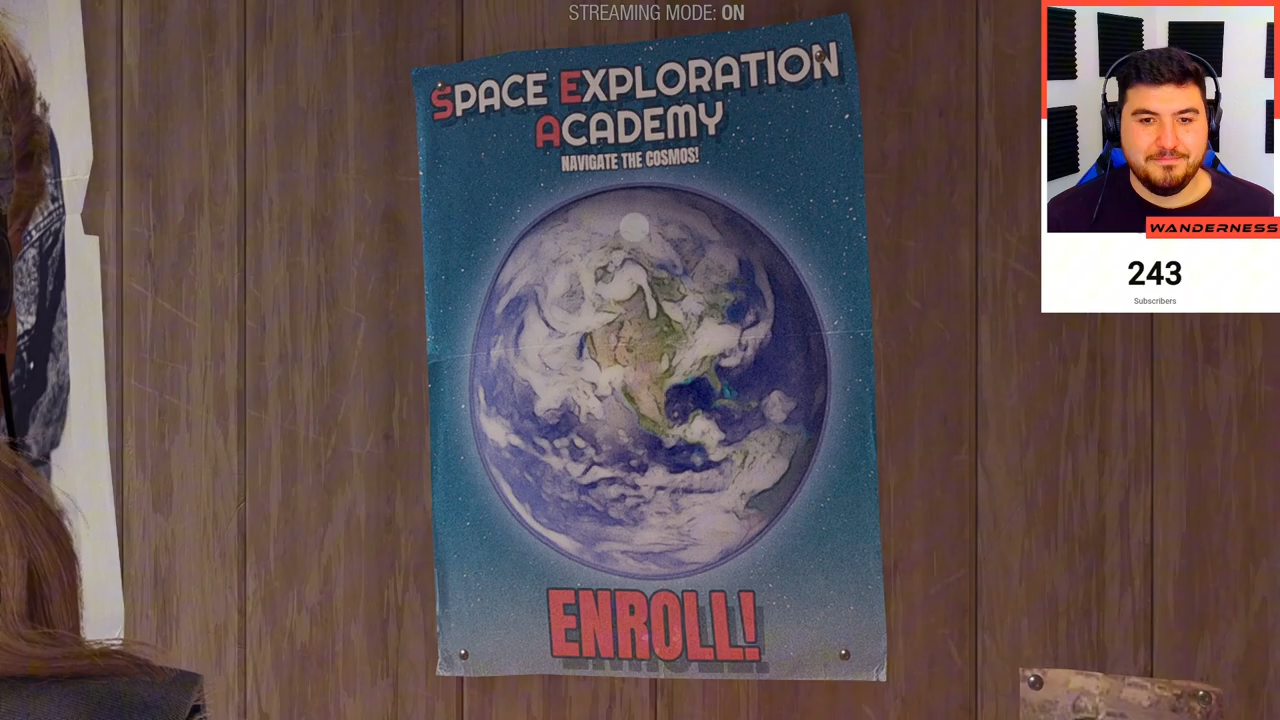 STREAMING MODE: ON
SPACE EXPLORATION
ACADEMY
NAVIGATE THE COSMOS!
ENROLL!
WANDERNESS
243
Subscribers